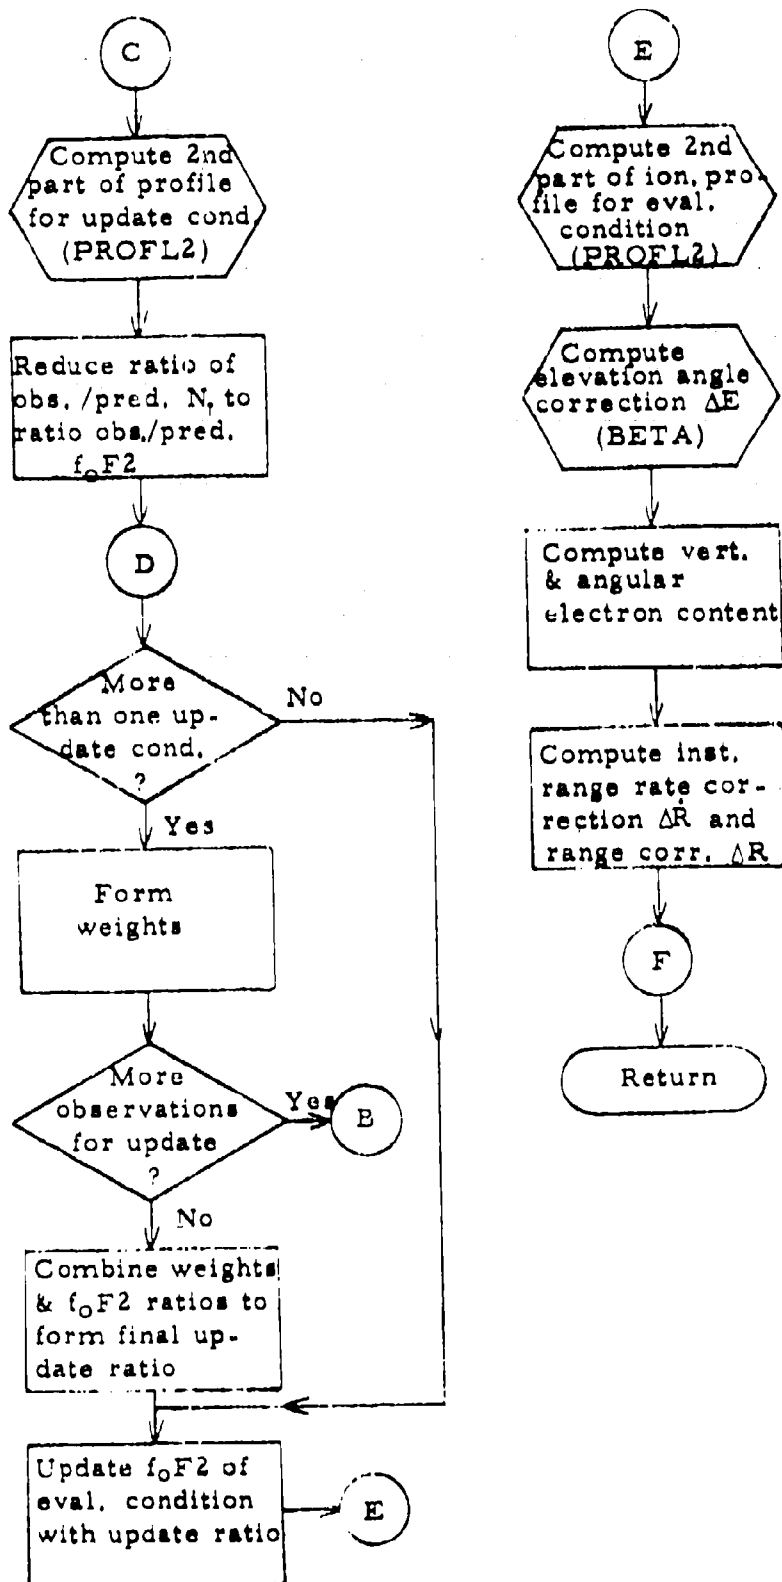 C
Compute 2nd
part of profile
for update cond.
(PROFL2)
Reduce ratio of
obs./pred. Nt to
ratio obs./pred.
foF2
D
More
than one up-
date cond.
?
No
Yes
Form
weights
More
observations
for update
?
Yes
B
No
Combine weights
& foF2 ratios to
form final up-
date ratio
Update foF2 of
eval. condition
with update ratio
E
E
Compute 2nd
part of ion. pro-
file for eval.
condition
(PROFL2)
Compute
elevation angle
correction ΔE
(BETA)
Compute vert.
& angular
electron content
Compute inst.
range rate cor-
rection ΔṘ and
range corr. ΔR
F
Return